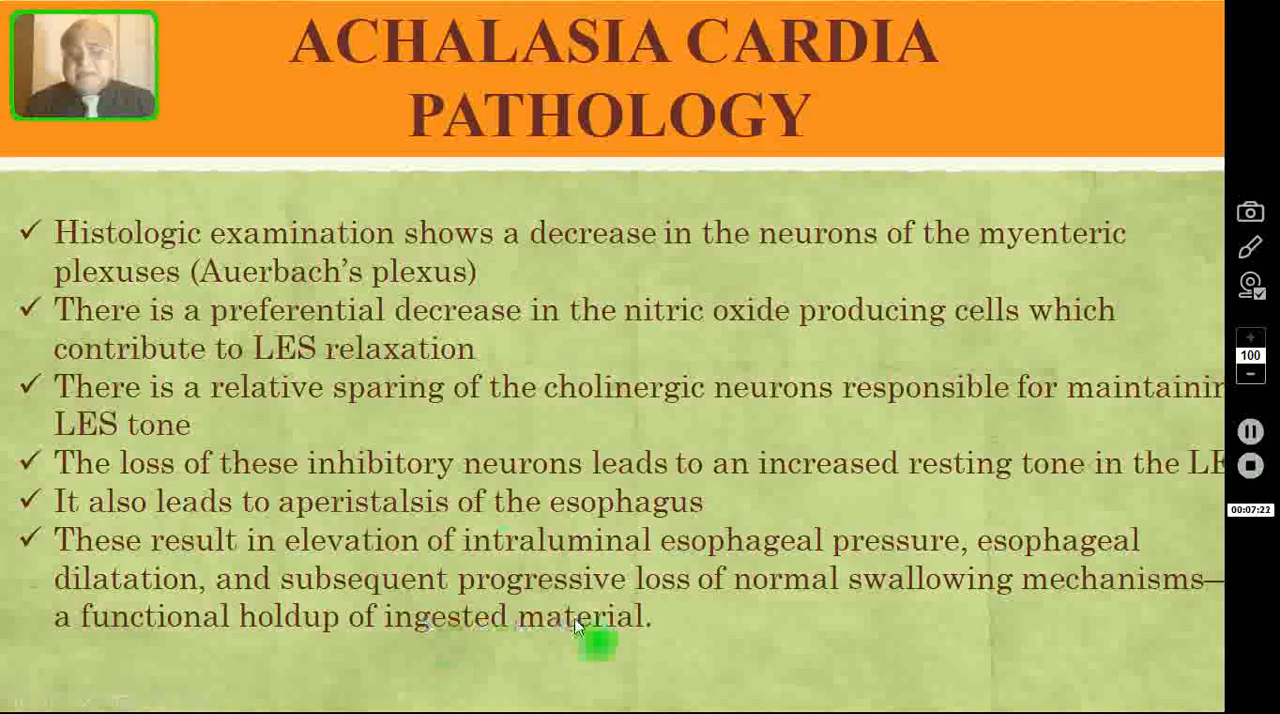 ACHALASIA CARDIA
PATHOLOGY
✓ Histologic examination shows a decrease in the neurons of the myenteric
plexuses (Auerbach's plexus)
✓ There is a preferential decrease in the nitric oxide producing cells which
contribute to LES relaxation
✓ There is a relative sparing of the cholinergic neurons responsible for maintainin
LES tone
✓ The loss of these inhibitory neurons leads to an increased resting tone in the LE
✓ It also leads to aperistalsis of the esophagus
✓ These result in elevation of intraluminal esophageal pressure, esophageal
dilatation, and subsequent progressive loss of normal swallowing mechanisms—
a functional holdup of ingested material.
100
00:07:22